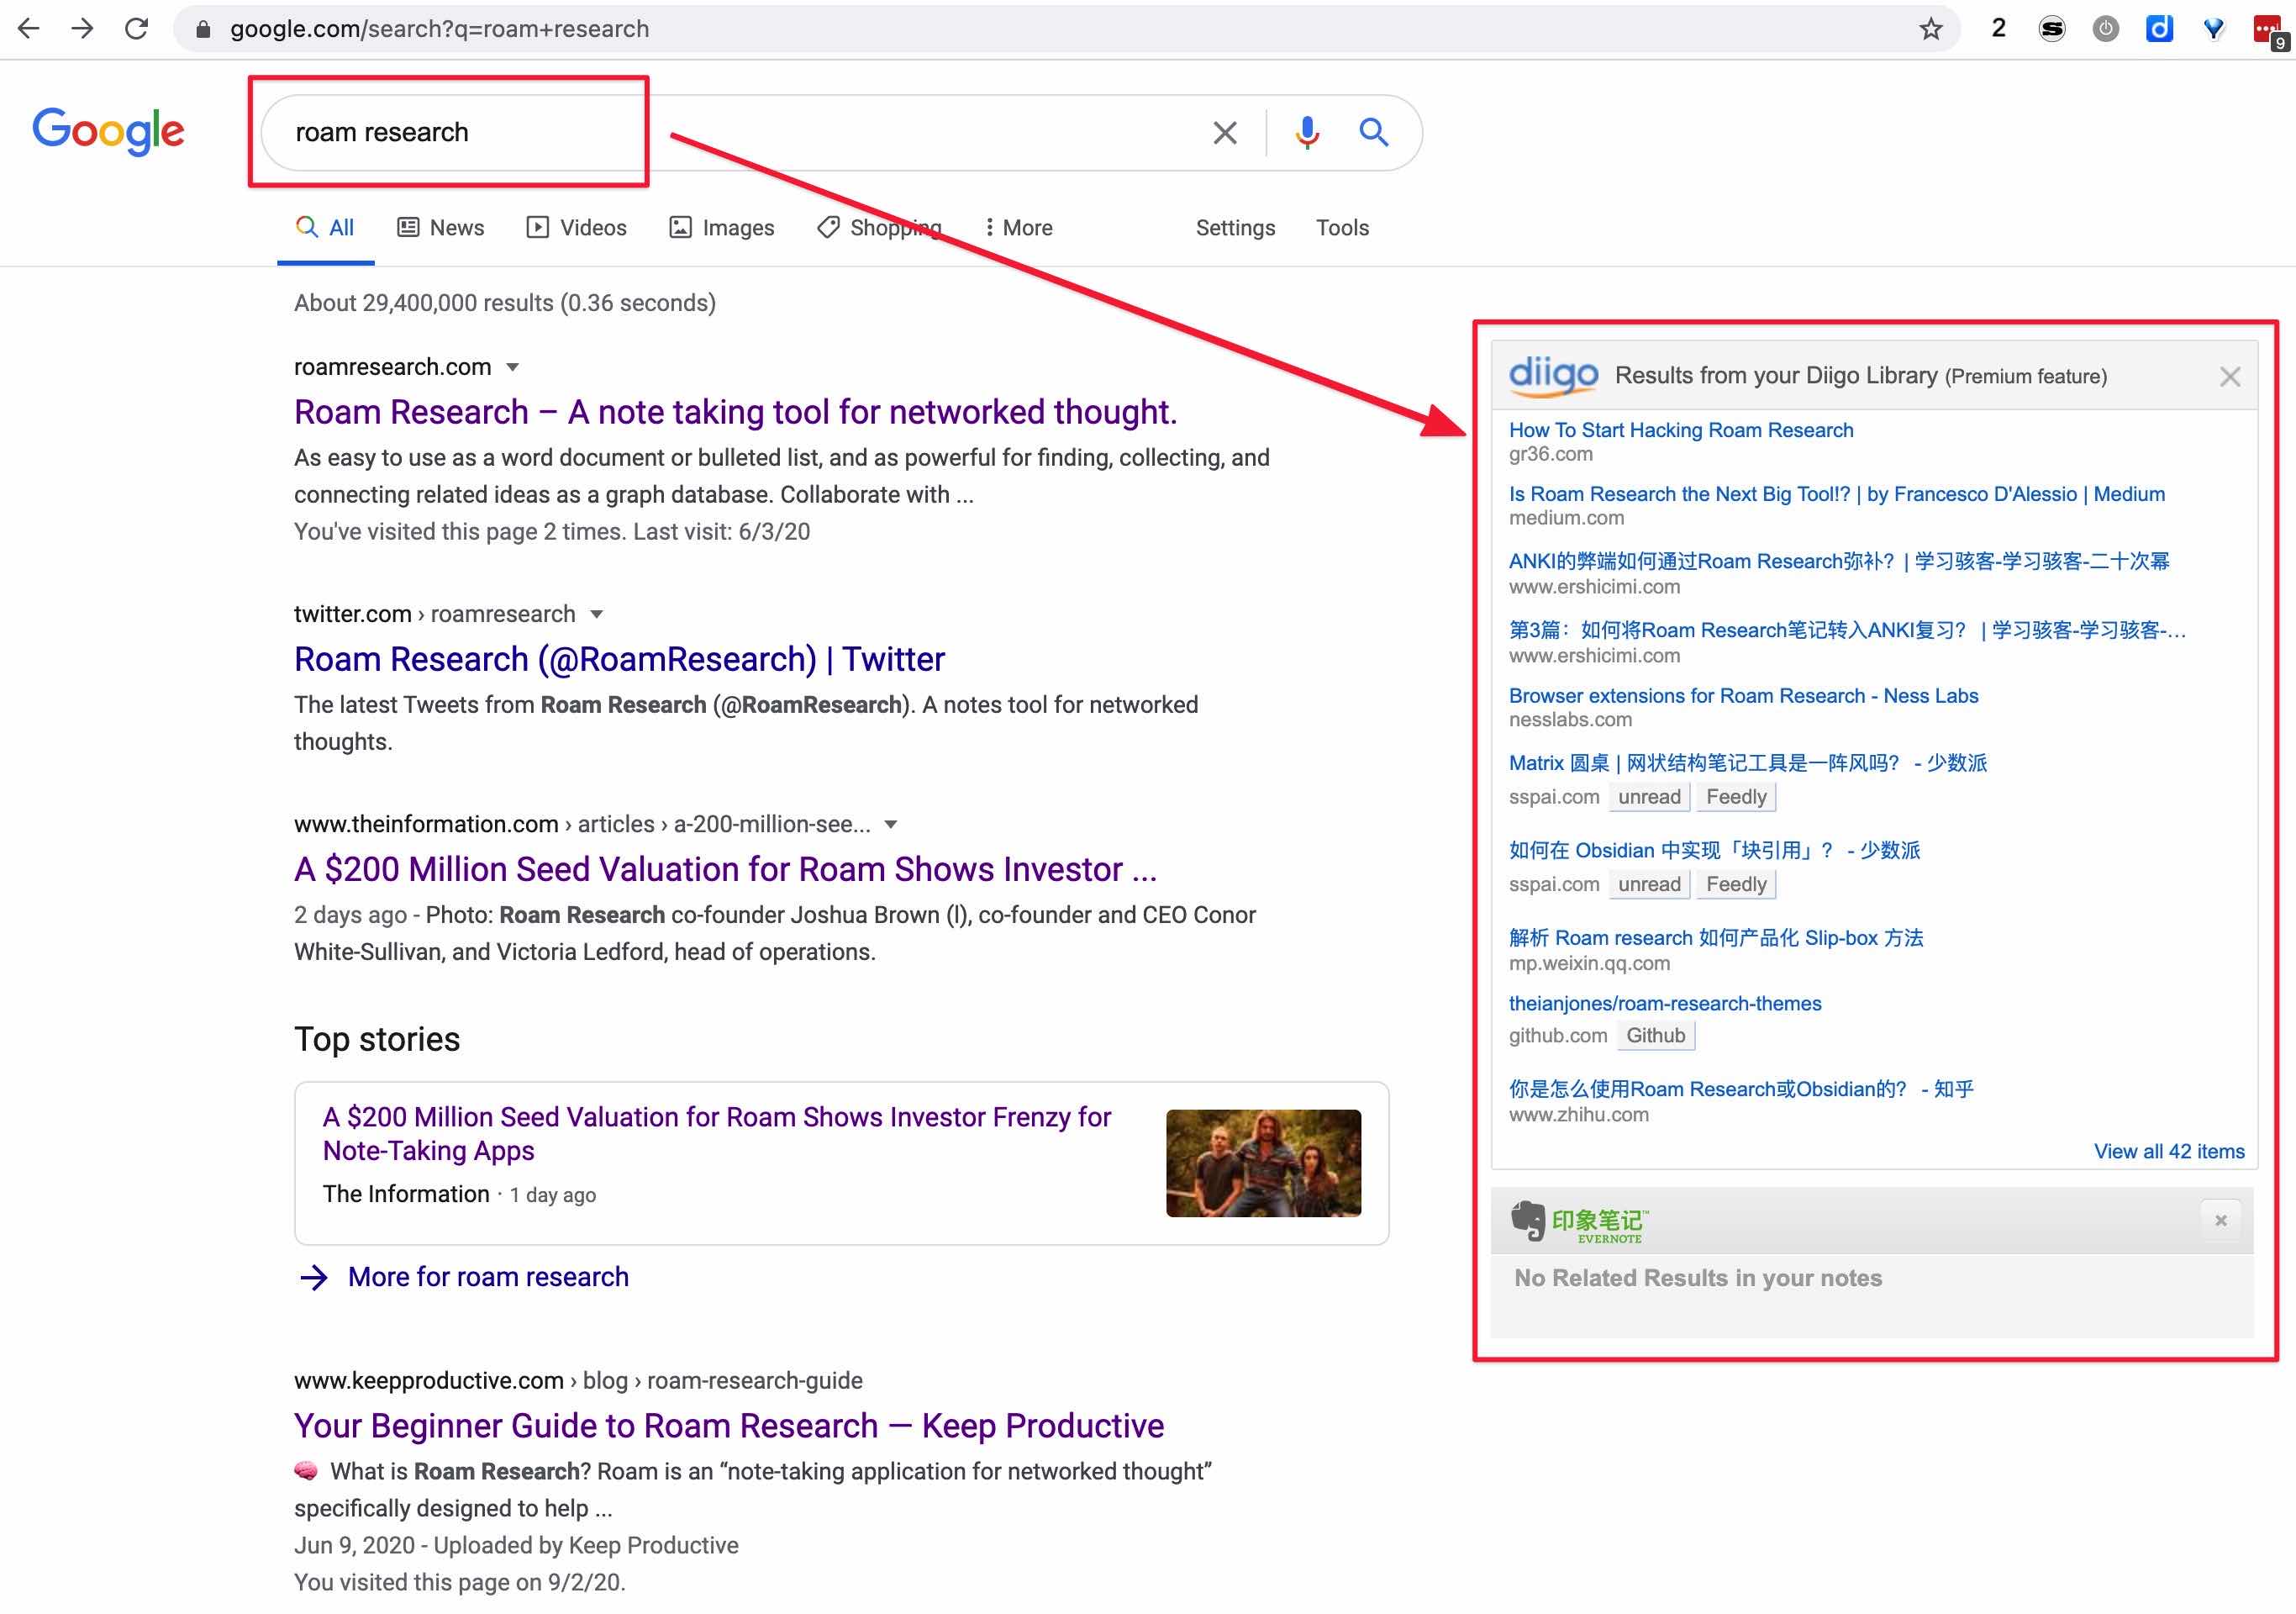 google.com/search?q=roam+research
2
9
Google
roam research
All
News
Videos
Images
Shopping
More
Settings
Tools
About 29,400,000 results (0.36 seconds)
roamresearch.com
Roam Research – A note taking tool for networked thought.
As easy to use as a word document or bulleted list, and as powerful for finding, collecting, and
connecting related ideas as a graph database. Collaborate with ...
You've visited this page 2 times. Last visit: 6/3/20
twitter.com › roamresearch
Roam Research (@RoamResearch) | Twitter
The latest Tweets from Roam Research (@RoamResearch). A notes tool for networked
thoughts.
www.theinformation.com › articles › a-200-million-see...
A $200 Million Seed Valuation for Roam Shows Investor ...
2 days ago - Photo: Roam Research co-founder Joshua Brown (l), co-founder and CEO Conor
White-Sullivan, and Victoria Ledford, head of operations.
Top stories
A $200 Million Seed Valuation for Roam Shows Investor Frenzy for
Note-Taking Apps
The Information · 1 day ago
More for roam research
www.keepproductive.com › blog › roam-research-guide
Your Beginner Guide to Roam Research — Keep Productive
What is Roam Research? Roam is an “note-taking application for networked thought”
specifically designed to help ...
Jun 9, 2020 - Uploaded by Keep Productive
You visited this page on 9/2/20.
diigo Results from your Diigo Library (Premium feature)
How To Start Hacking Roam Research
gr36.com
Is Roam Research the Next Big Tool!? | by Francesco D'Alessio | Medium
medium.com
ANKI的弊端如何通过Roam Research弥补？| 学习骇客-学习骇客-二十次幂
www.ershicimi.com
第3篇：如何将Roam Research笔记转入ANKI复习？ | 学习骇客-学习骇客-...
www.ershicimi.com
Browser extensions for Roam Research - Ness Labs
nesslabs.com
Matrix 圆桌 | 网状结构笔记工具是一阵风吗？ - 少数派
sspai.com unread Feedly
如何在 Obsidian 中实现「块引用」？ - 少数派
sspai.com unread Feedly
解析 Roam research 如何产品化 Slip-box 方法
mp.weixin.qq.com
theianjones/roam-research-themes
github.com Github
你是怎么使用Roam Research或Obsidian的？ - 知乎
www.zhihu.com
View all 42 items
印象笔记™
EVERNOTE
No Related Results in your notes